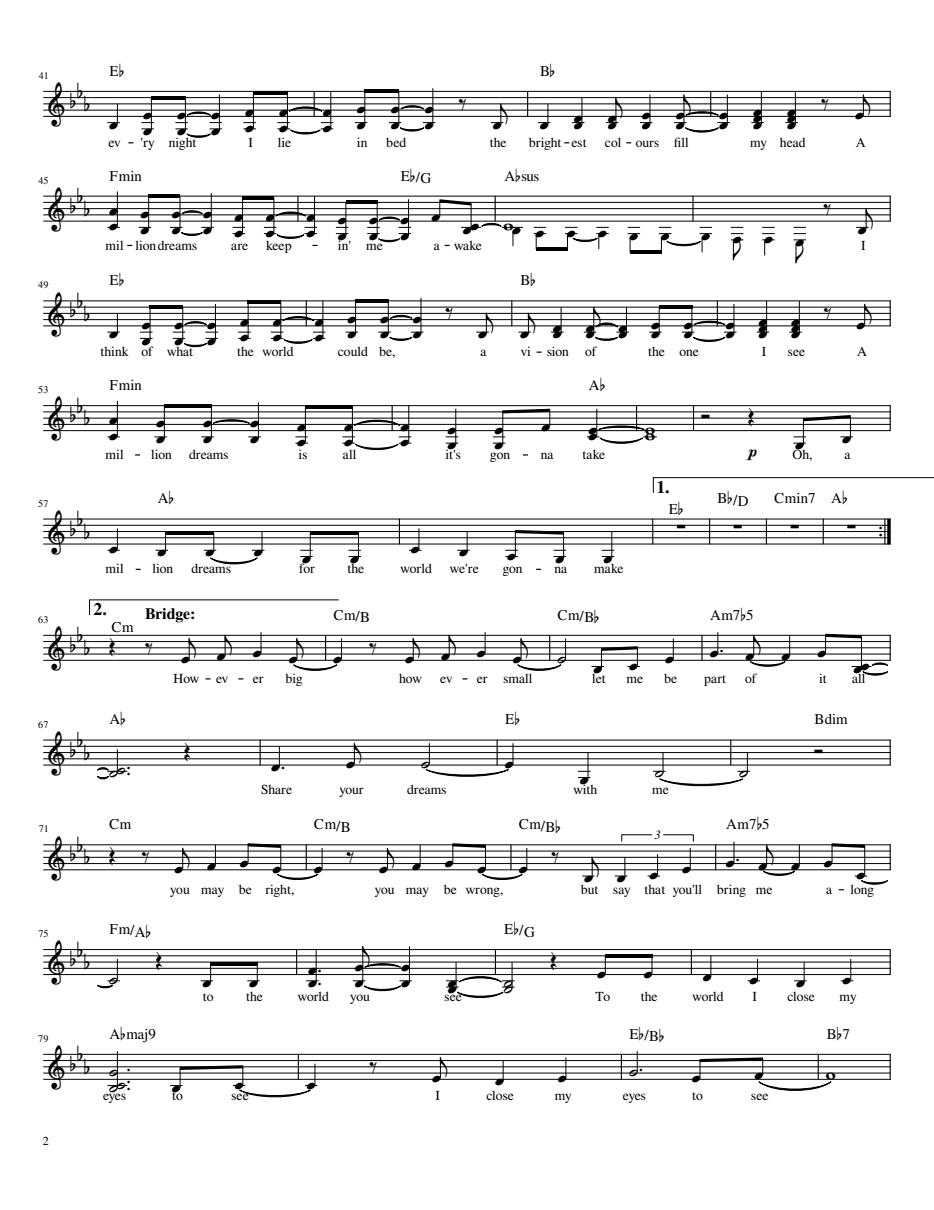 41
E♭ B♭
ev - 'ry night I lie in bed the bright - est col - ours fill my head A
45
Fmin E♭/G A♭sus
mil - lion dreams are keep - in' me a - wake I
49
E♭ B♭
think of what the world could be, a vi - sion of the one I see A
53
Fmin A♭
mil - lion dreams is all it's gon - na take p Oh, a
57
A♭ 1. E♭ B♭/D Cmin7 A♭
mil - lion dreams for the world we're gon - na make
63
2. Bridge:
Cm Cm/B Cm/B♭ Am7♭5
How - ev - er big how ev - er small let me be part of it all
67
A♭ E♭ Bdim
Share your dreams with me
71
Cm Cm/B Cm/B♭ 3 Am7♭5
you may be right, you may be wrong, but say that you'll bring me a - long
75
Fm/A♭ E♭/G
to the world you see To the world I close my
79
A♭maj9 E♭/B♭ B♭7
eyes to see I close my eyes to see
2